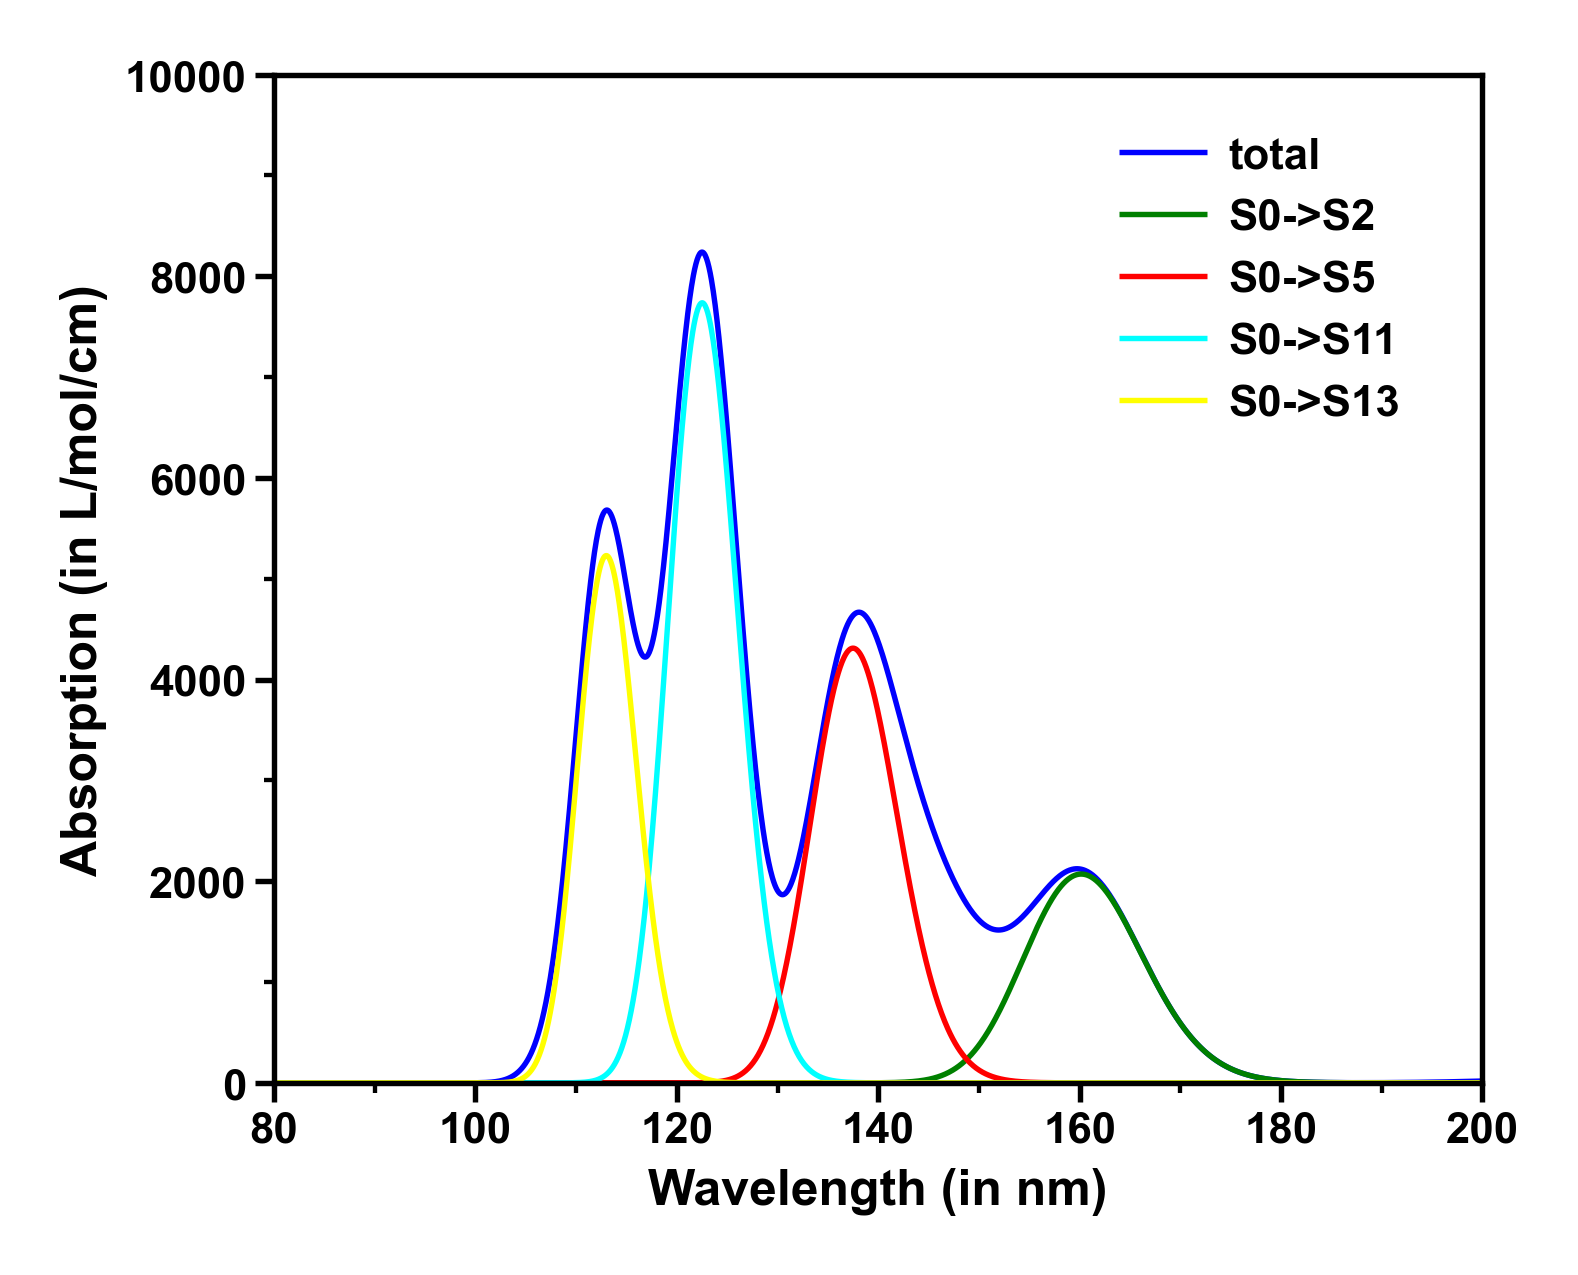 10000
8000
6000
4000
2000
0
Absorption (in L/mol/cm)
total
S0->S2
S0->S5
S0->S11
S0->S13
80 100 120 140 160 180 200
Wavelength (in nm)